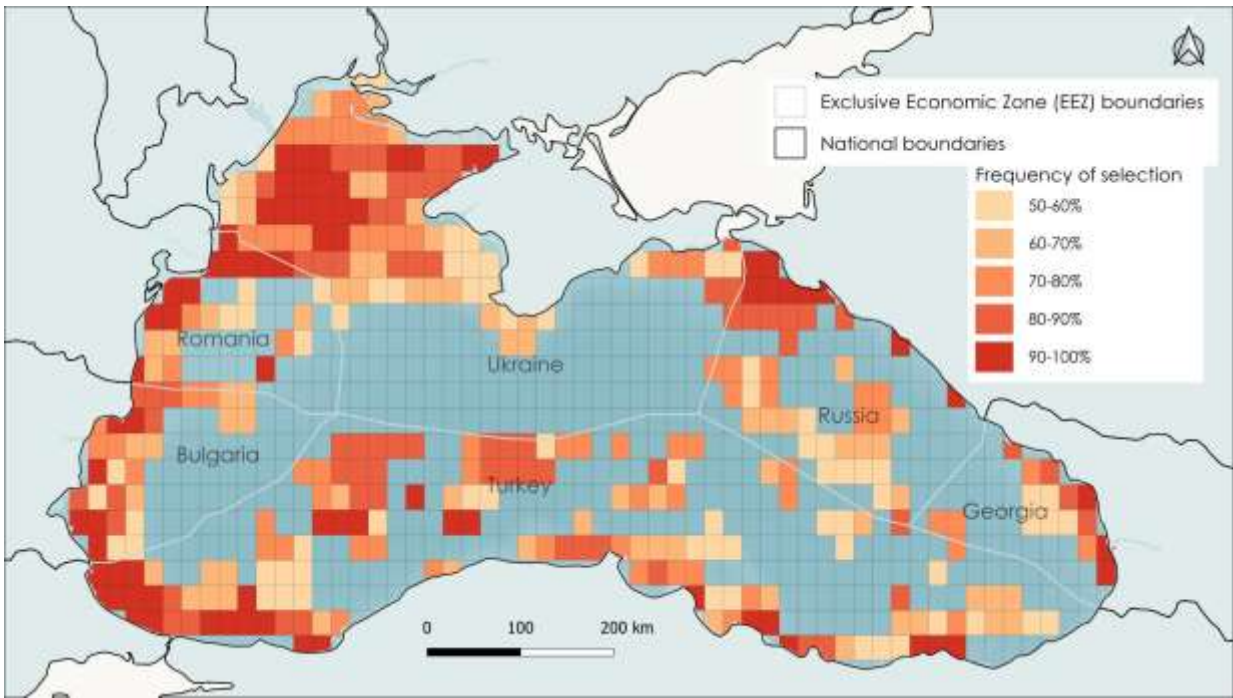 Exclusive Economic Zone (EEZ) boundaries
National boundaries
Frequency of selection
50-60%
60-70%
70-80%
80-90%
90-100%
Romania
Ukraine
Russia
Bulgaria
Turkey
Georgia
0 100 200 km